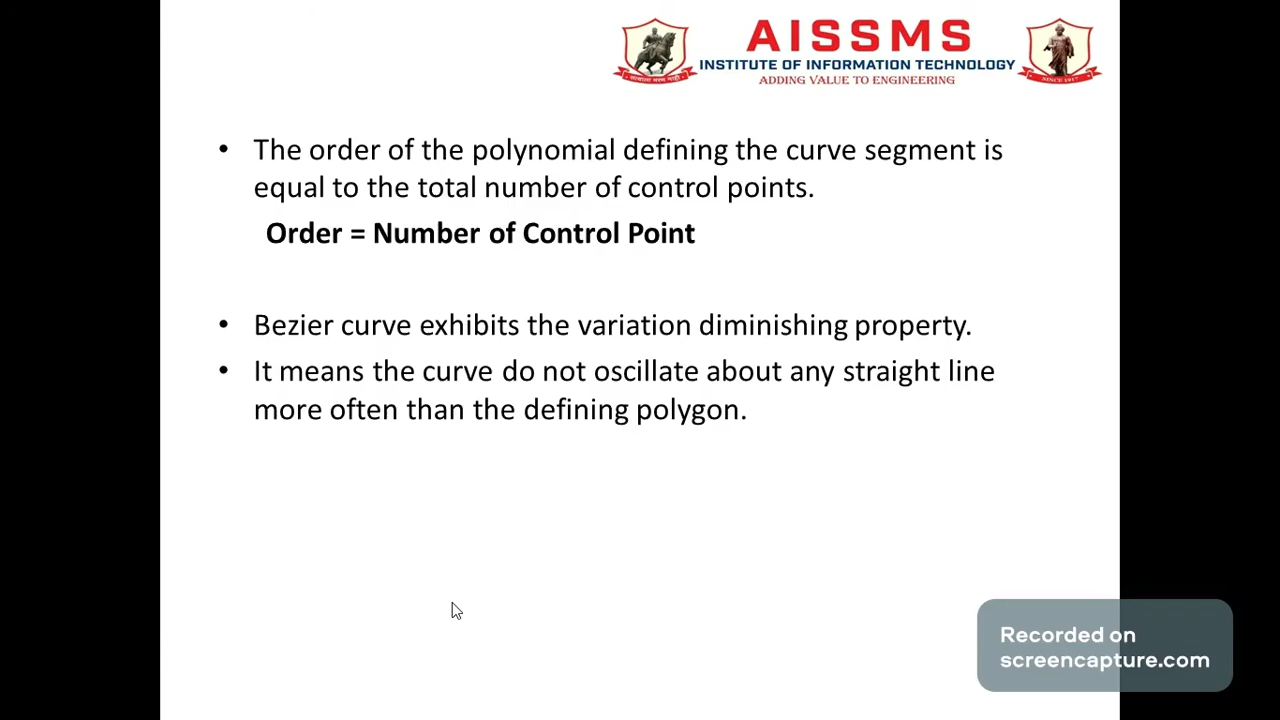 AISSMS
INSTITUTE OF INFORMATION TECHNOLOGY
ADDING VALUE TO ENGINEERING
SINCE 1917
• The order of the polynomial defining the curve segment is
equal to the total number of control points.
Order = Number of Control Point
• Bezier curve exhibits the variation diminishing property.
• It means the curve do not oscillate about any straight line
more often than the defining polygon.
Recorded on
screencapture.com